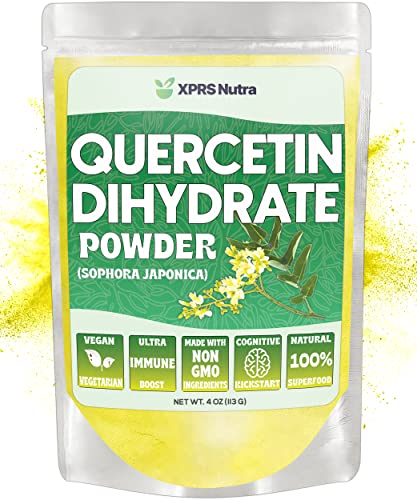 XPRS Nutra
QUERCETIN
DIHYDRATE
POWDER
(SOPHORA JAPONICA)
VEGAN
VEGETARIAN
ULTRA
IMMUNE
BOOST
MADE WITH
NON
GMO
INGREDIENTS
COGNITIVE
KICKSTART
NATURAL
100%
SUPERFOOD
NET WT. 4 OZ (113 G)